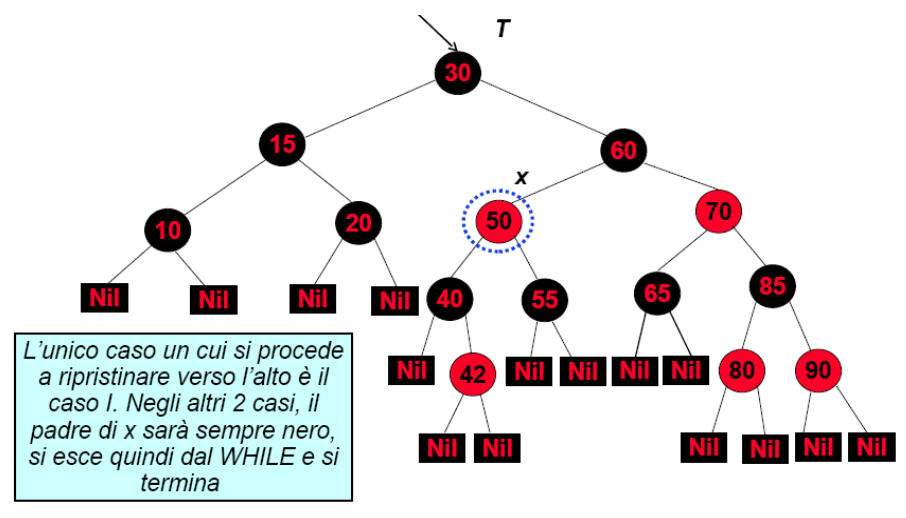 T
30
15
60
x
10
20
50
70
Nil
Nil
Nil
Nil
40
55
65
85
L'unico caso un cui si procede
a ripristinare verso l'alto è il
caso I. Negli altri 2 casi, il
padre di x sarà sempre nero,
si esce quindi dal WHILE e si
termina
Nil
42
Nil
Nil
Nil
Nil
80
90
Nil
Nil
Nil
Nil
Nil
Nil